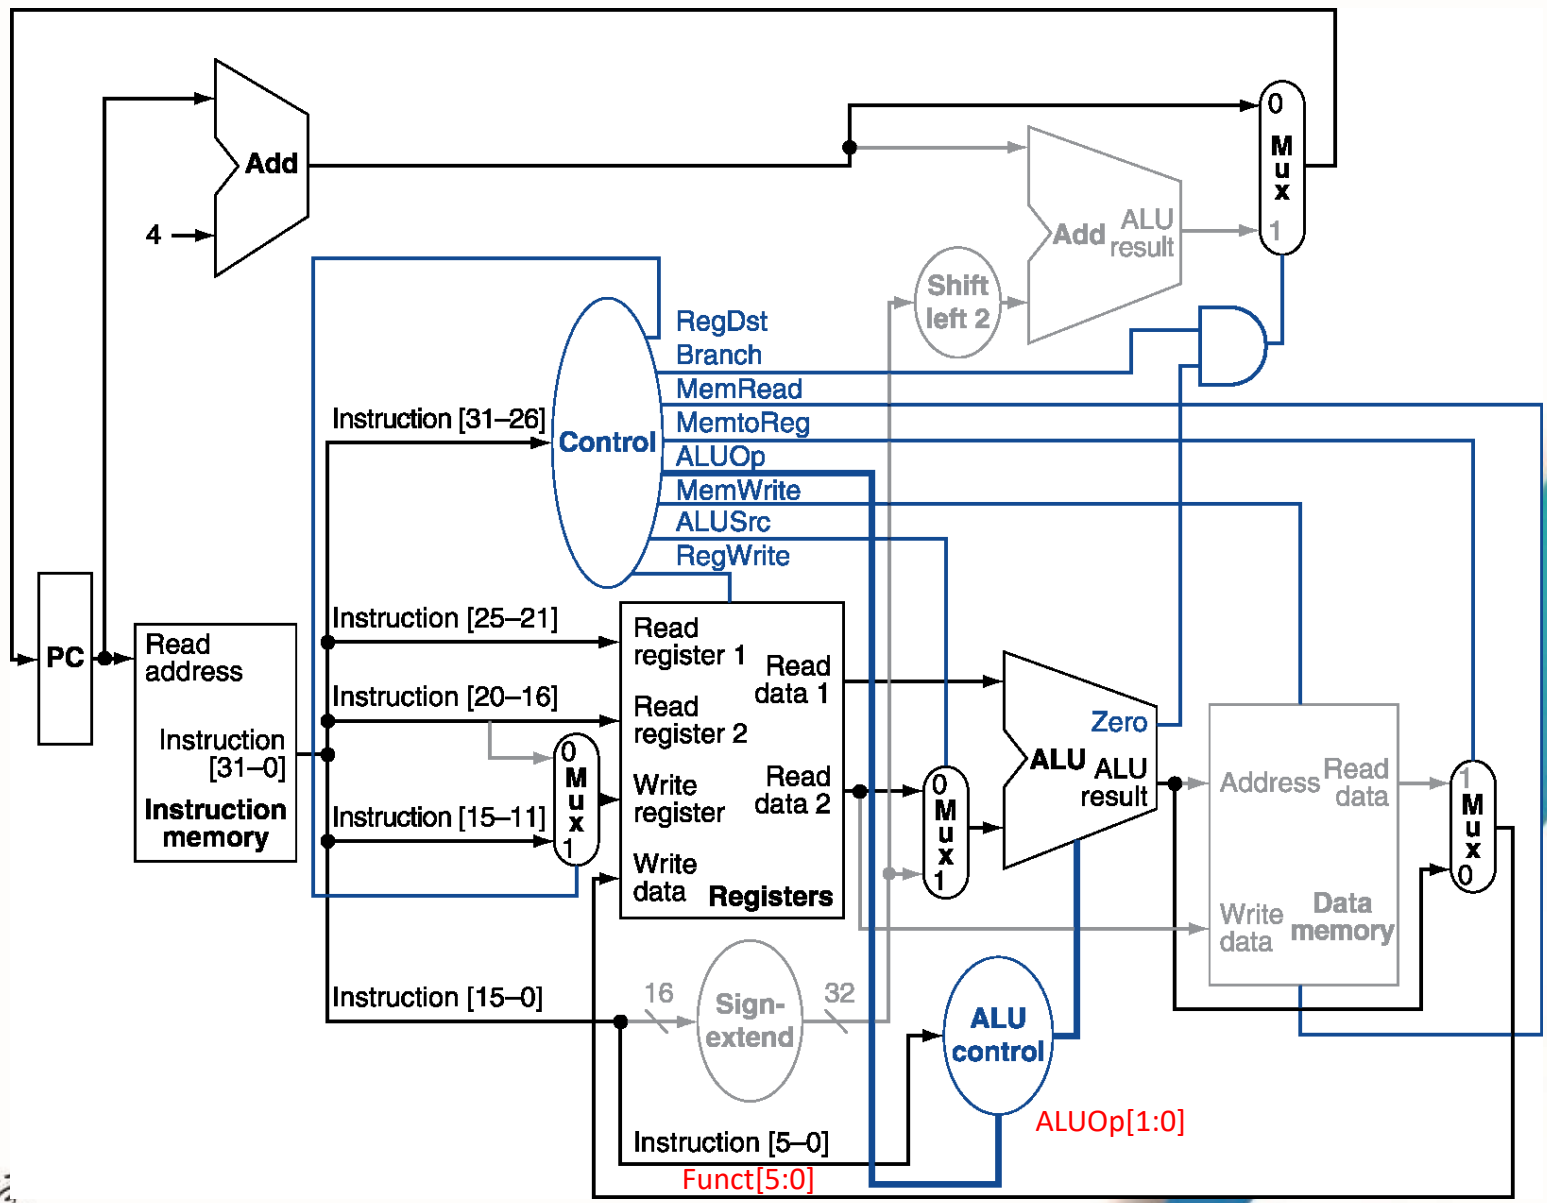 Add
4
0
Mux
1
Add
ALU
result
Shift
left 2
RegDst
Branch
MemRead
MemtoReg
ALUOp
MemWrite
ALUSrc
RegWrite
Control
Instruction [31–26]
Instruction [25–21]
Instruction [20–16]
Instruction [15–11]
Instruction [15–0]
PC
Read
address
Instruction
[31–0]
Instruction
memory
0
Mux
1
Read
register 1
Read
register 2
Write
register
Write
data
Read
data 1
Read
data 2
Registers
0
Mux
1
Zero
ALU
ALU
result
Address
Read
data
Write
data
Data
memory
1
Mux
0
16
Sign-
extend
32
ALU
control
Instruction [5–0]
ALUOp[1:0]
Funct[5:0]